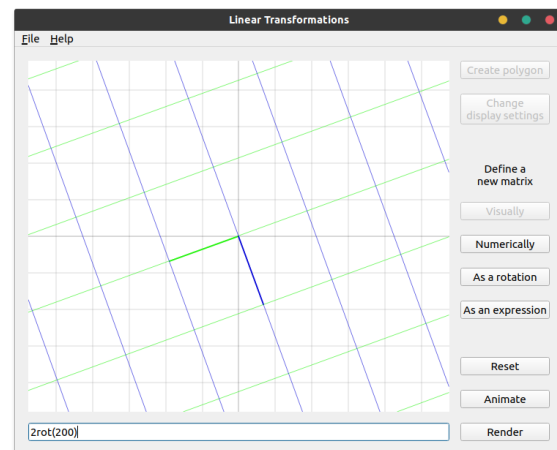 Linear Transformations
File Help
Create polygon
Change
display settings
Define a
new matrix
Visually
Numerically
As a rotation
As an expression
Reset
Animate
2rot(200)
Render